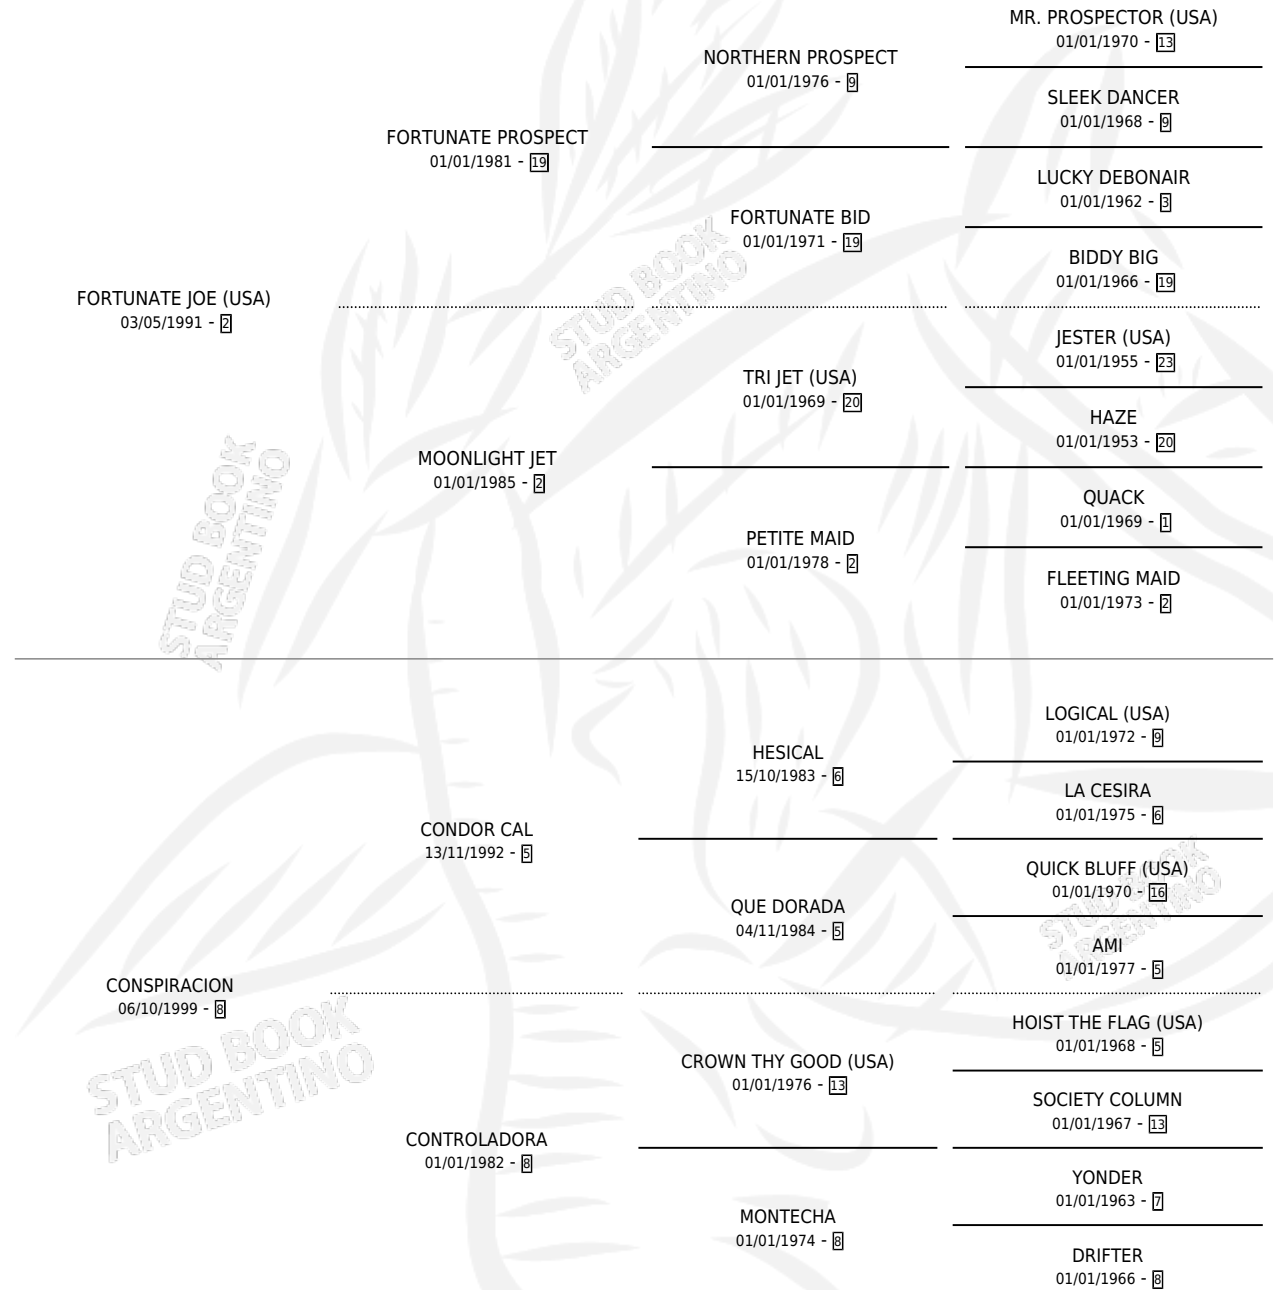 MR. PROSPECTOR (USA)
01/01/1970 - 13
NORTHERN PROSPECT
01/01/1976 - 9
SLEEK DANCER
01/01/1968 - 9
FORTUNATE PROSPECT
01/01/1981 - 19
LUCKY DEBONAIR
01/01/1962 - 3
FORTUNATE BID
01/01/1971 - 19
BIDDY BIG
01/01/1966 - 19
FORTUNATE JOE (USA)
03/05/1991 - 2
JESTER (USA)
01/01/1955 - 23
TRI JET (USA)
01/01/1969 - 20
HAZE
01/01/1953 - 20
MOONLIGHT JET
01/01/1985 - 2
QUACK
01/01/1969 - 1
PETITE MAID
01/01/1978 - 2
FLEETING MAID
01/01/1973 - 2
LOGICAL (USA)
01/01/1972 - 9
HESICAL
15/10/1983 - 6
LA CESIRA
01/01/1975 - 6
CONDOR CAL
13/11/1992 - 5
QUICK BLUFF (USA)
01/01/1970 - 16
QUE DORADA
04/11/1984 - 5
AMI
01/01/1977 - 5
CONSPIRACION
06/10/1999 - 8
HOIST THE FLAG (USA)
01/01/1968 - 5
CROWN THY GOOD (USA)
01/01/1976 - 13
SOCIETY COLUMN
01/01/1967 - 13
CONTROLADORA
01/01/1982 - 8
YONDER
01/01/1963 - 7
MONTECHA
01/01/1974 - 8
DRIFTER
01/01/1966 - 8
STUD BOOK
ARGENTINO
STUD BOOK
ARGENTINO
STUD BOOK
ARGENTINO
STUD BOOK
ARGENTINO